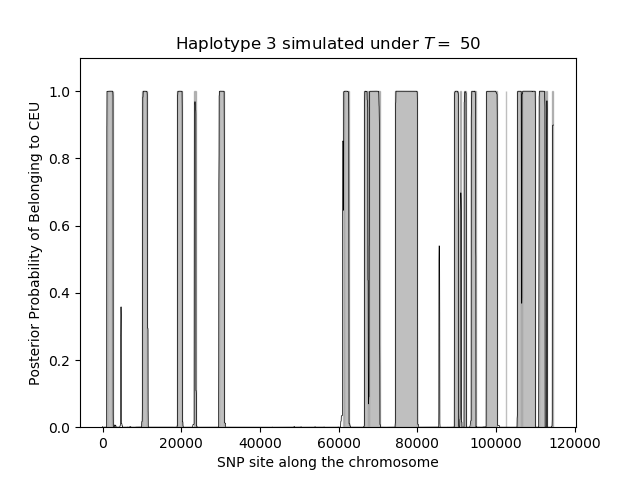 Haplotype 3 simulated under T = 50
Posterior Probability of Belonging to CEU
1.0
0.8
0.6
0.4
0.2
0.0
0 20000 40000 60000 80000 100000 120000
SNP site along the chromosome